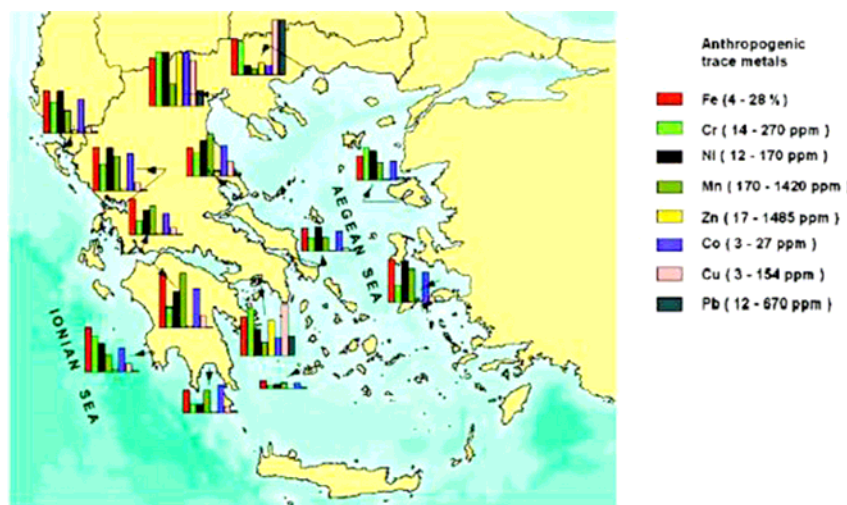 Anthropogenic
trace metals
Fe (4 - 28 %)
Cr ( 14 - 270 ppm )
Ni ( 12 - 170 ppm )
Mn ( 170 - 1420 ppm
Zn ( 17 - 1485 ppm )
Co ( 3 - 27 ppm )
Cu ( 3 - 154 ppm )
Pb ( 12 - 670 ppm )
AEGEAN SEA
IONIAN SEA